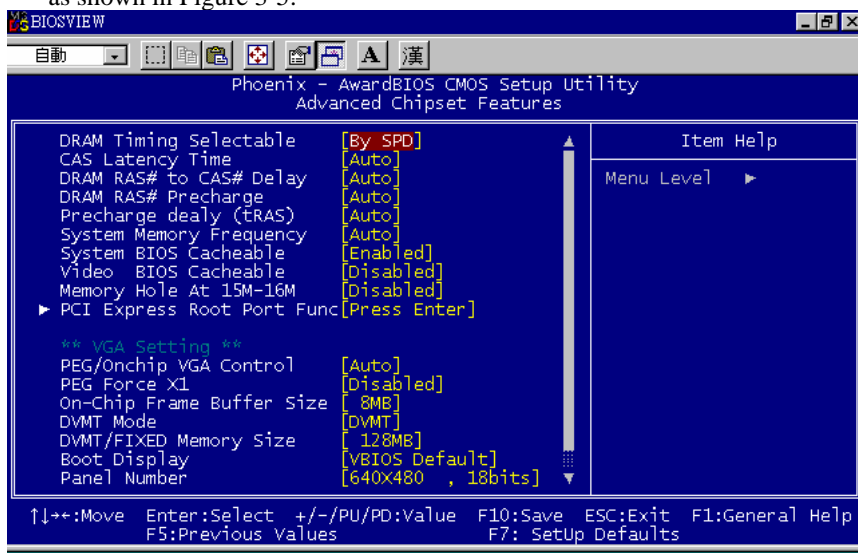 as shown in Figure 3-5.
BIOSVIEW
自動 A 漢
Phoenix - AwardBIOS CMOS Setup Utility
Advanced Chipset Features
DRAM Timing Selectable [By SPD]
CAS Latency Time [Auto]
DRAM RAS# to CAS# Delay [Auto]
DRAM RAS# Precharge [Auto]
Precharge dealy (tRAS) [Auto]
System Memory Frequency [Auto]
System BIOS Cacheable [Enabled]
Video BIOS Cacheable [Disabled]
Memory Hole At 15M-16M [Disabled]
► PCI Express Root Port Func[Press Enter]
** VGA Setting **
PEG/Onchip VGA Control [Auto]
PEG Force X1 [Disabled]
On-Chip Frame Buffer Size [ 8MB]
DVMT Mode [DVMT]
DVMT/FIXED Memory Size [ 128MB]
Boot Display [VBIOS Default]
Panel Number [640X480 , 18bits]
Item Help
Menu Level ►
↑↓→←:Move Enter:Select +/-/PU/PD:Value F10:Save ESC:Exit F1:General Help
F5:Previous Values F7: SetUp Defaults